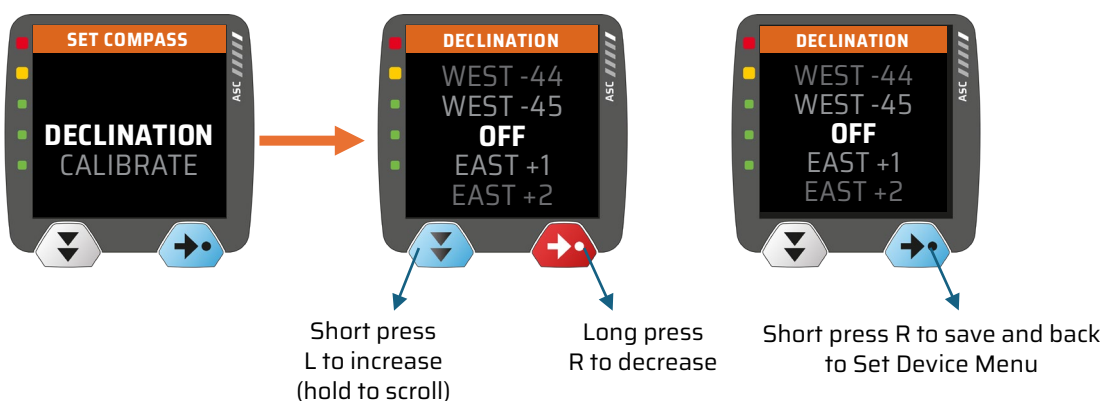 SET COMPASS
DECLINATION
CALIBRATE
ASC
DECLINATION
WEST -44
WEST -45
OFF
EAST +1
EAST +2
ASC
DECLINATION
WEST -44
WEST -45
OFF
EAST +1
EAST +2
ASC
Short press
L to increase
(hold to scroll)
Long press
R to decrease
Short press R to save and back
to Set Device Menu